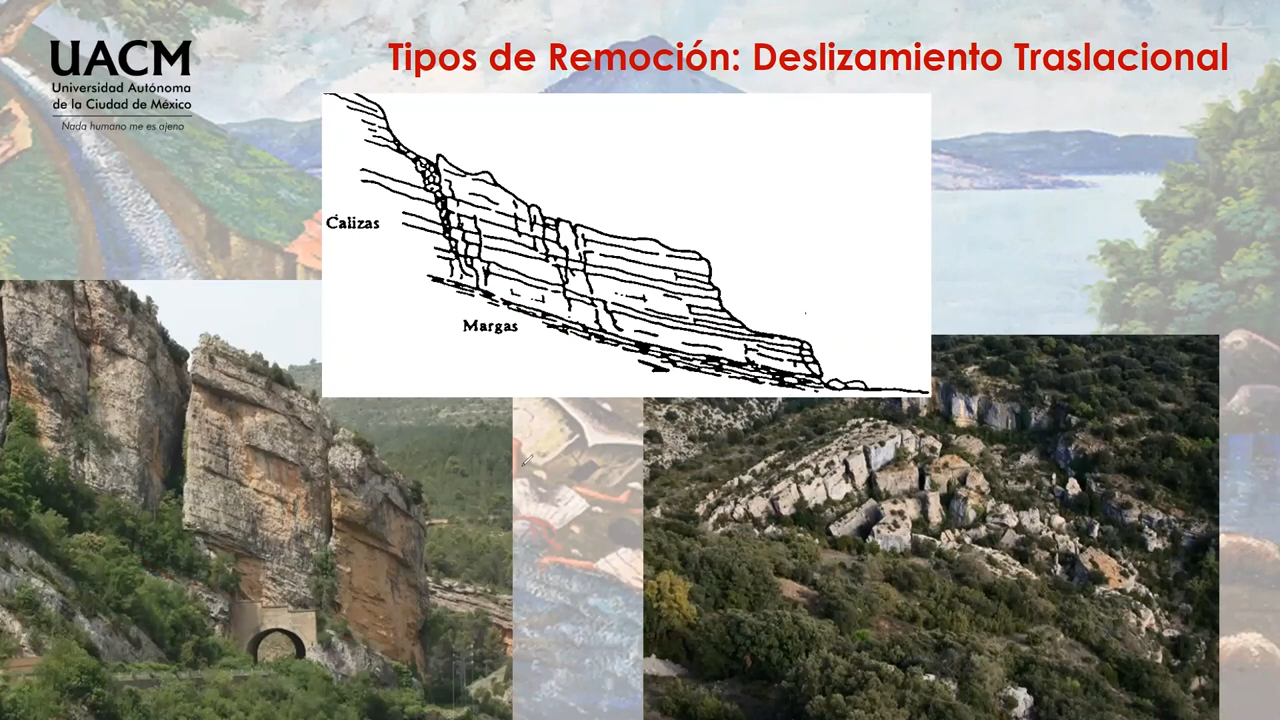 UACM
Universidad Autónoma
de la Ciudad de México
Nada humano me es ajeno
Tipos de Remoción: Deslizamiento Traslacional
Calizas
Margas